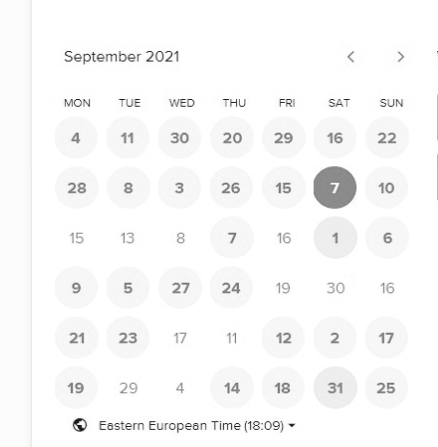 September 2021
MON TUE WED THU FRI SAT SUN
4 11 30 20 29 16 22
28 8 3 26 15 7 10
15 13 8 7 16 1 6
9 5 27 24 19 30 16
21 23 17 11 12 2 17
19 29 4 14 18 31 25
Eastern European Time (18:09)